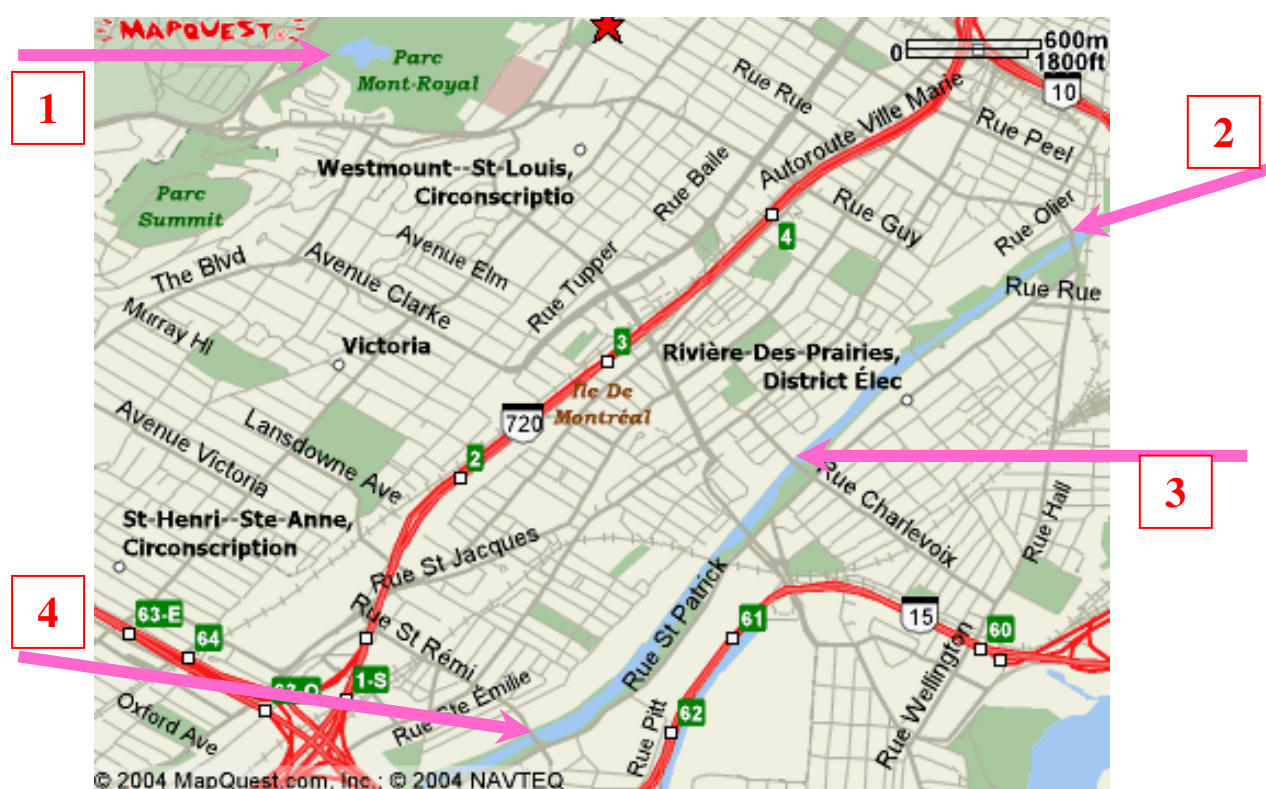 MAPQUEST®
1
Parc
Mont-Royal
0
600m
1800ft
10
2
Rue Rue
Autoroute Ville Marie
Rue Peel
Westmount--St-Louis,
Circonscriptio
Rue Baile
Parc
Summit
Rue Guy
Rue Olier
4
Avenue Elm
The Blvd
Avenue Clarke
Rue Tupper
Rue Rue
Murray Hl
Victoria
3
Rivière-Des-Prairies,
District Élec
Île De
Montréal
720
Avenue Victoria
Lansdowne Ave
2
3
Rue Charlevoix
Rue Hall
St-Henri--Ste-Anne,
Circonscription
Rue St Jacques
4
Rue St Patrick
63-E
64
Rue St Rémi
61
15
60
1-S
Rue Ste Émilie
Rue Wellington
Oxford Ave
62
Rue Pitt
© 2004 MapQuest.com, Inc.; © 2004 NAVTEQ